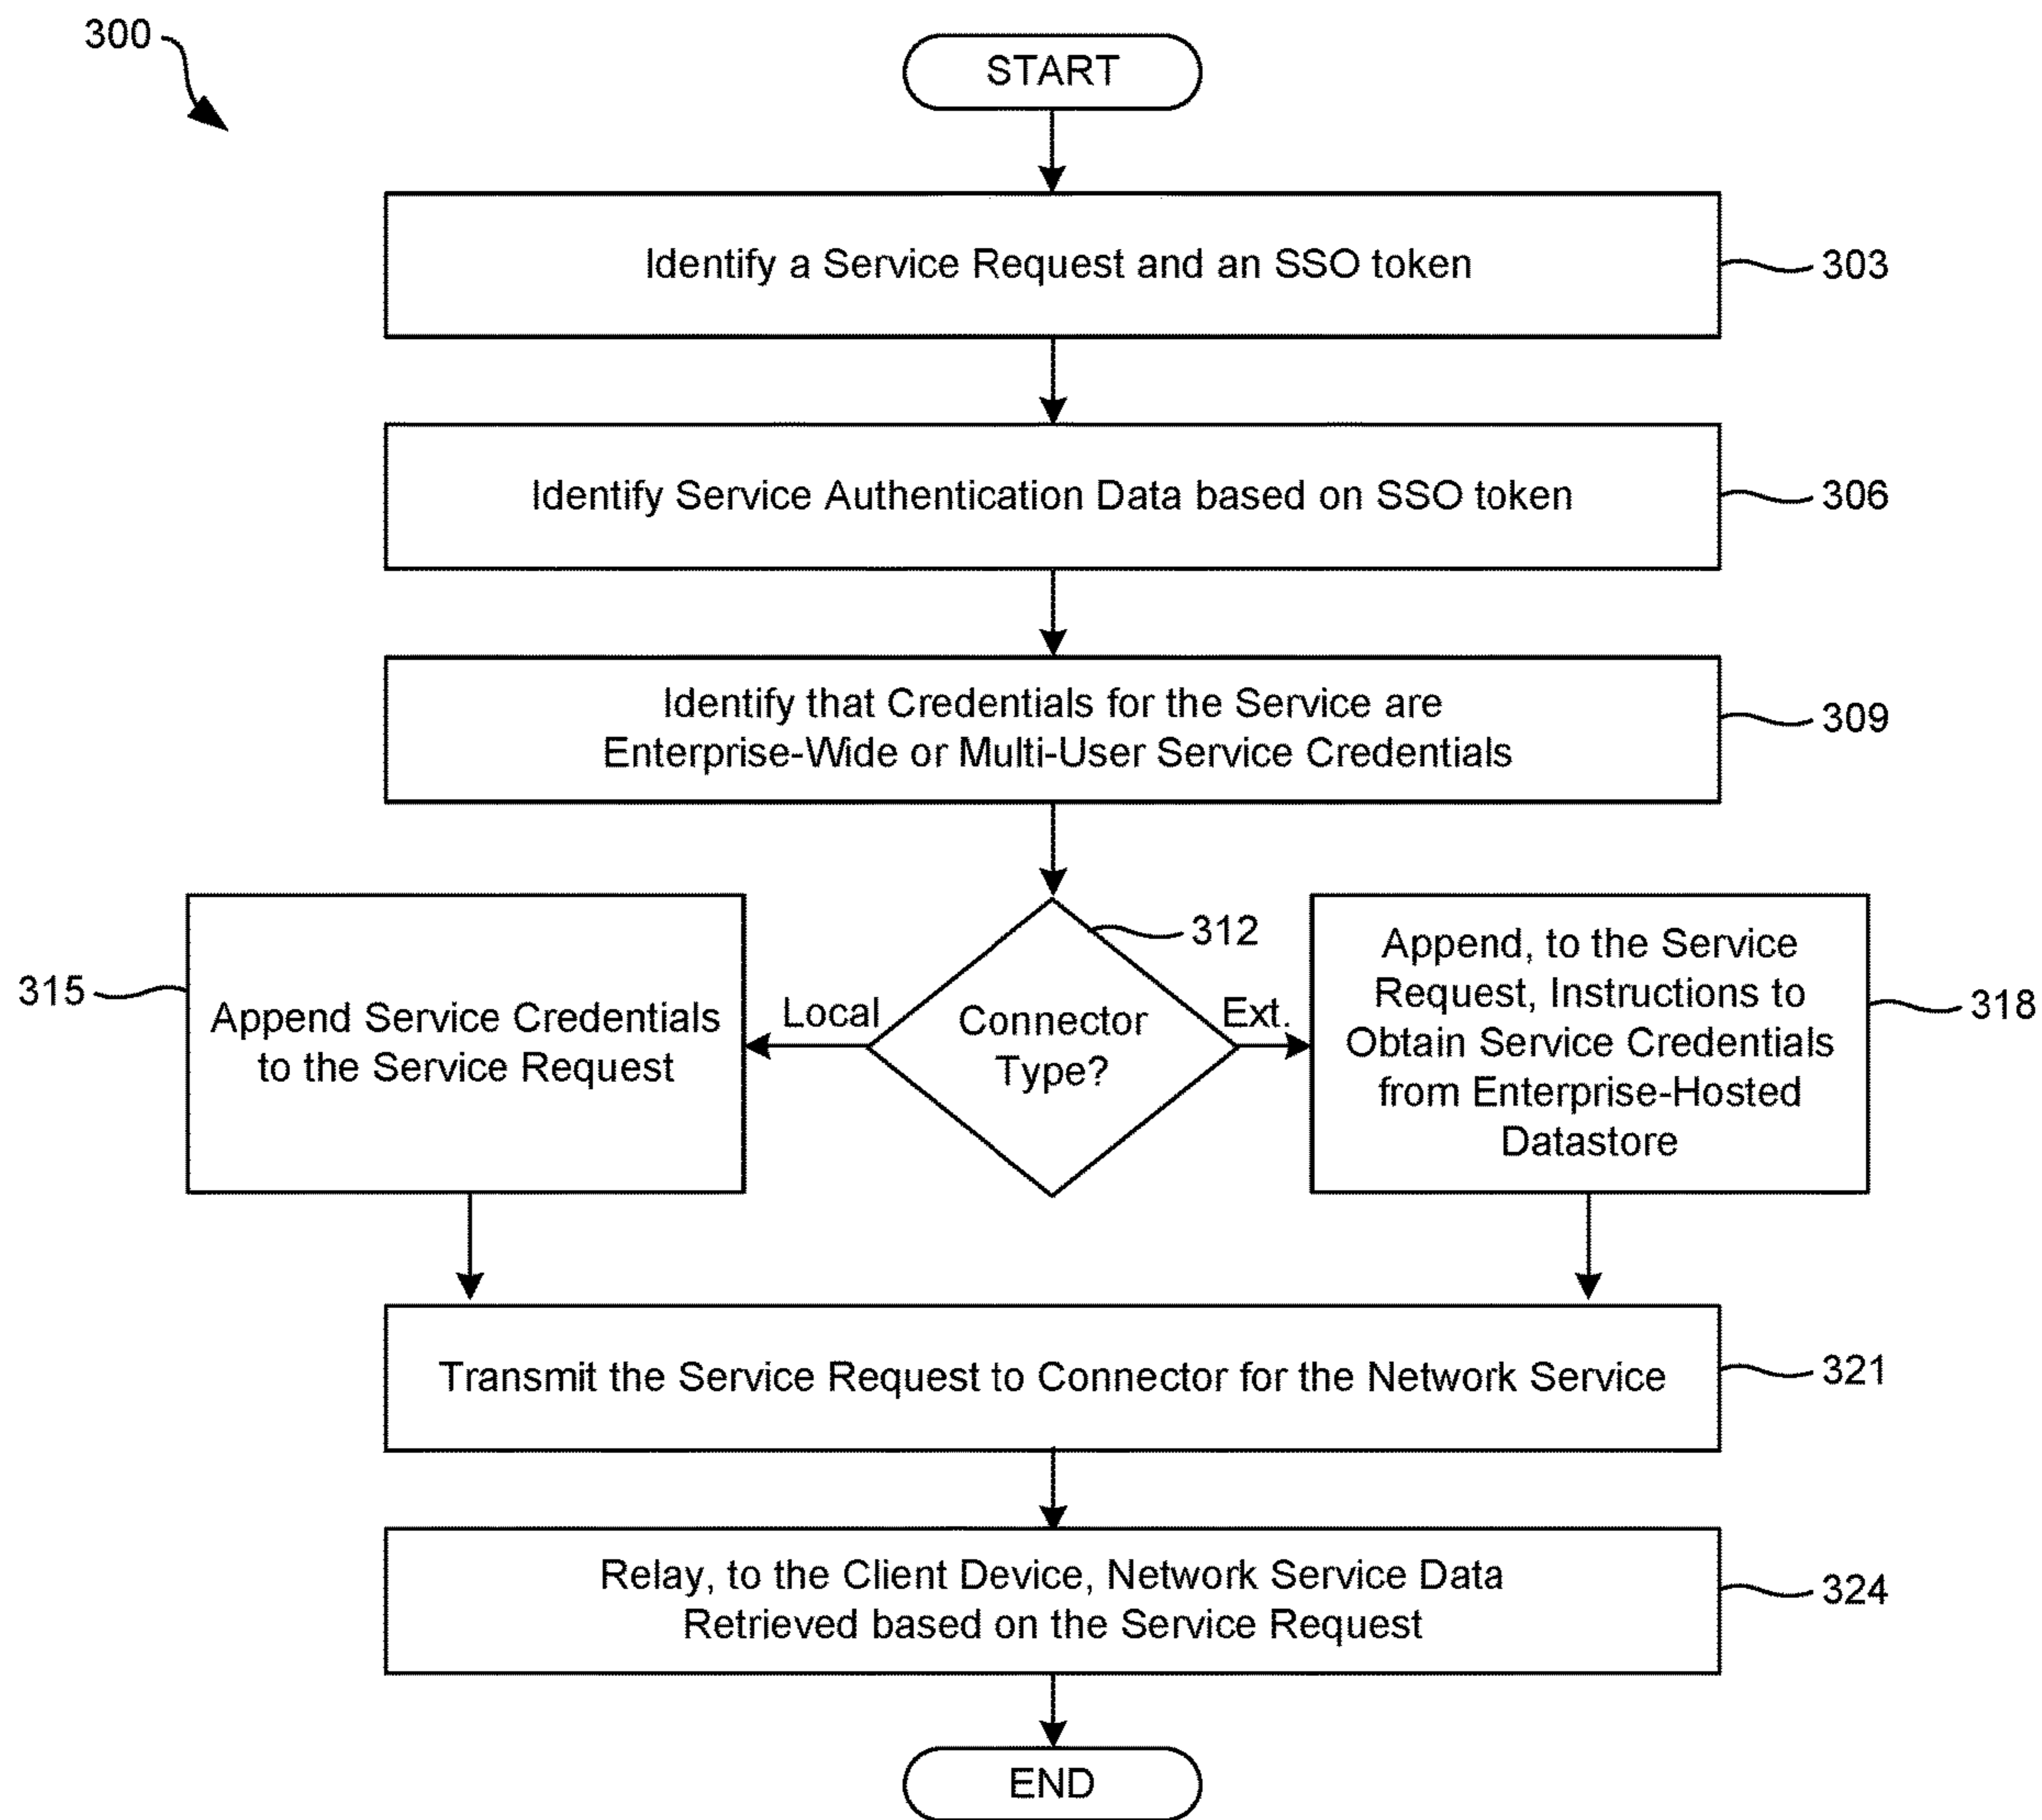 300
START
Identify a Service Request and an SSO token
303
Identify Service Authentication Data based on SSO token
306
Identify that Credentials for the Service are
Enterprise-Wide or Multi-User Service Credentials
309
312
315
Append Service Credentials
to the Service Request
Local
Connector
Type?
Ext.
Append, to the Service
Request, Instructions to
Obtain Service Credentials
from Enterprise-Hosted
Datastore
318
Transmit the Service Request to Connector for the Network Service
321
Relay, to the Client Device, Network Service Data
Retrieved based on the Service Request
324
END